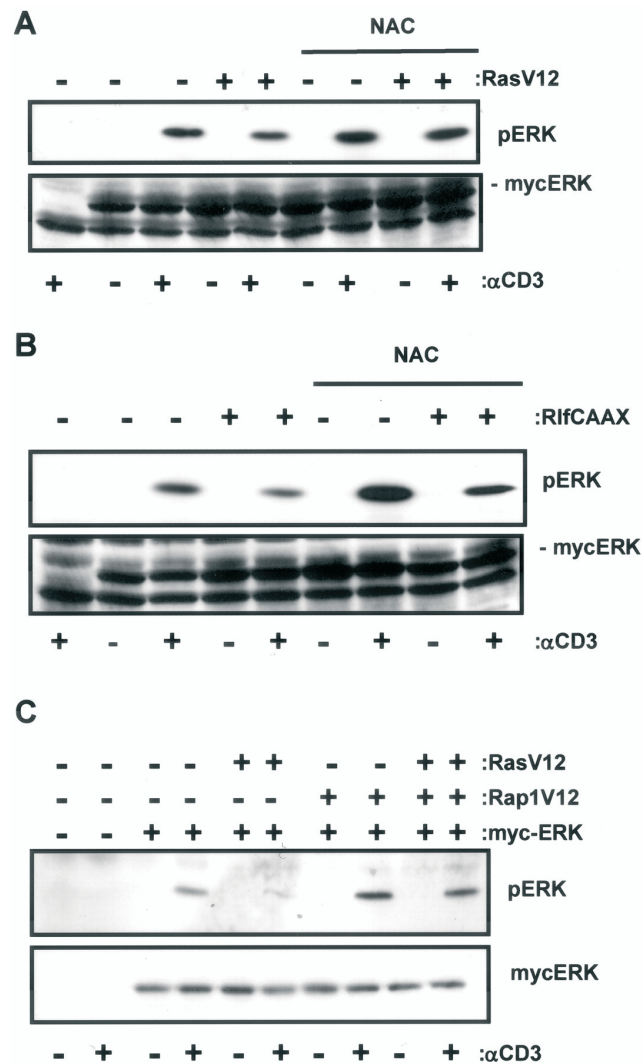 A
NAC
- - - + + - - + + :RasV12
pERK
- mycERK
+ - + - + - + - + :αCD3
B
NAC
- - - + + - - + + :RlfCAAX
pERK
- mycERK
+ - + - + - + - + :αCD3
C
- - - - + + - - + + :RasV12
- - - - - - + + + + :Rap1V12
- - + + + + + + + + :myc-ERK
pERK
mycERK
- + - + - + - + - + :αCD3